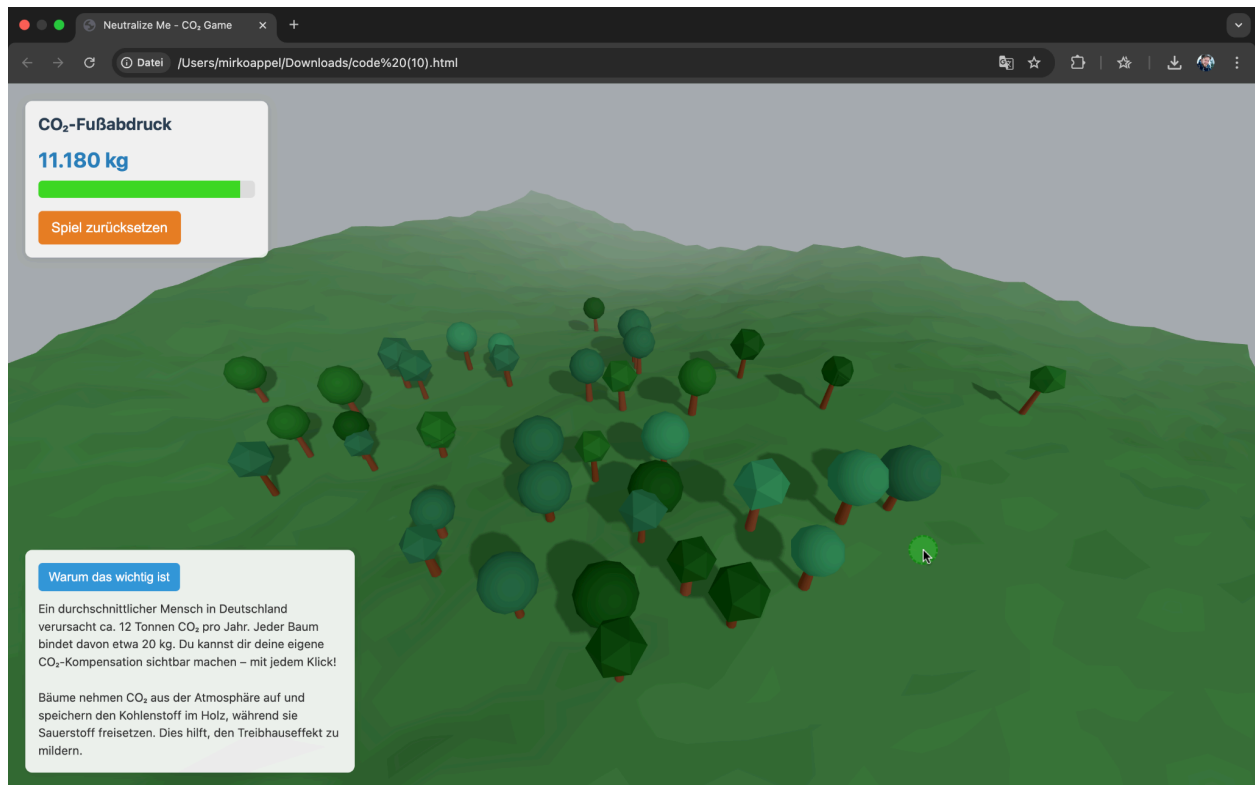 Neutralize Me - CO₂ Game
Datei /Users/mirkoappel/Downloads/code%20(10).html
CO₂-Fußabdruck
11.180 kg
Spiel zurücksetzen
Warum das wichtig ist
Ein durchschnittlicher Mensch in Deutschland
verursacht ca. 12 Tonnen CO₂ pro Jahr. Jeder Baum
bindet davon etwa 20 kg. Du kannst dir deine eigene
CO₂-Kompensation sichtbar machen – mit jedem Klick!
Bäume nehmen CO₂ aus der Atmosphäre auf und
speichern den Kohlenstoff im Holz, während sie
Sauerstoff freisetzen. Dies hilft, den Treibhauseffekt zu
mildern.